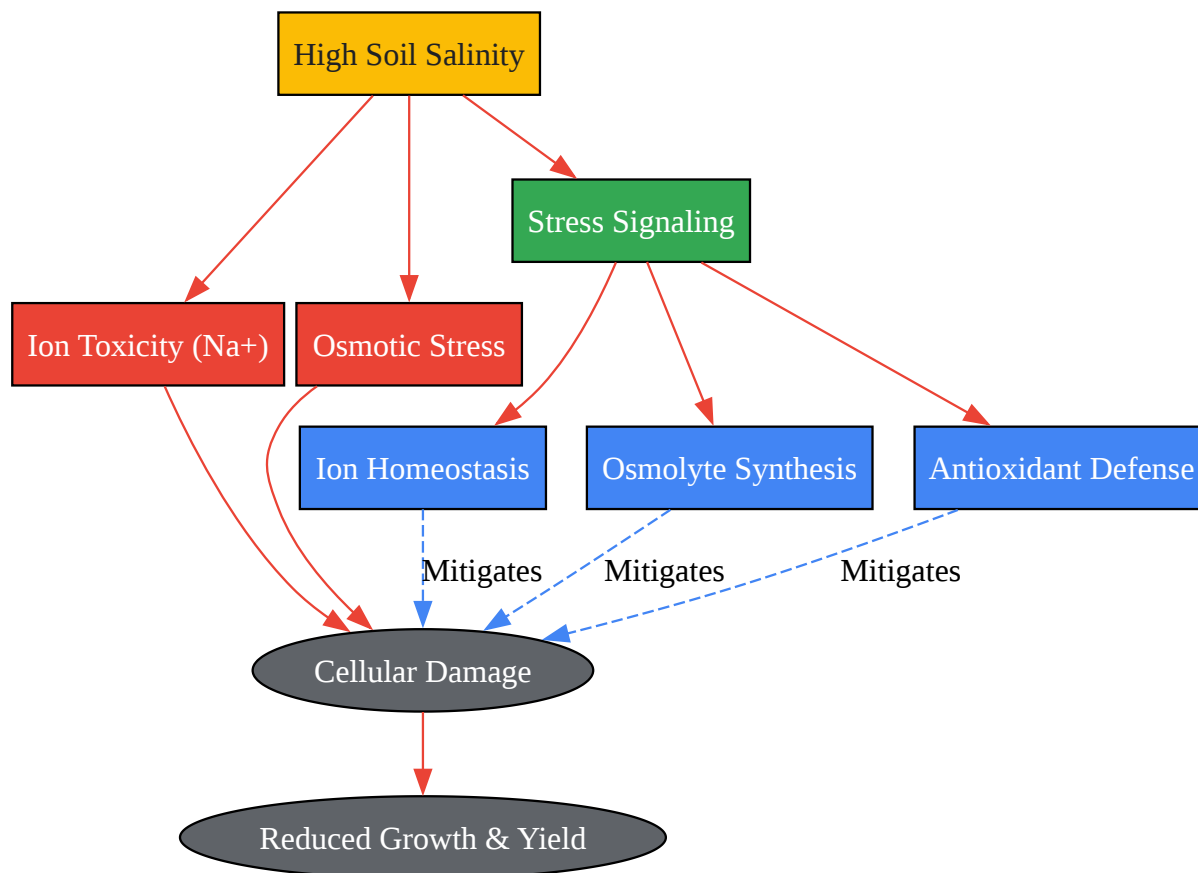 High Soil Salinity
Stress Signaling
Ion Toxicity (Na+)
Osmotic Stress
Ion Homeostasis
Osmolyte Synthesis
Antioxidant Defense
Mitigates
Mitigates
Mitigates
Cellular Damage
Reduced Growth & Yield